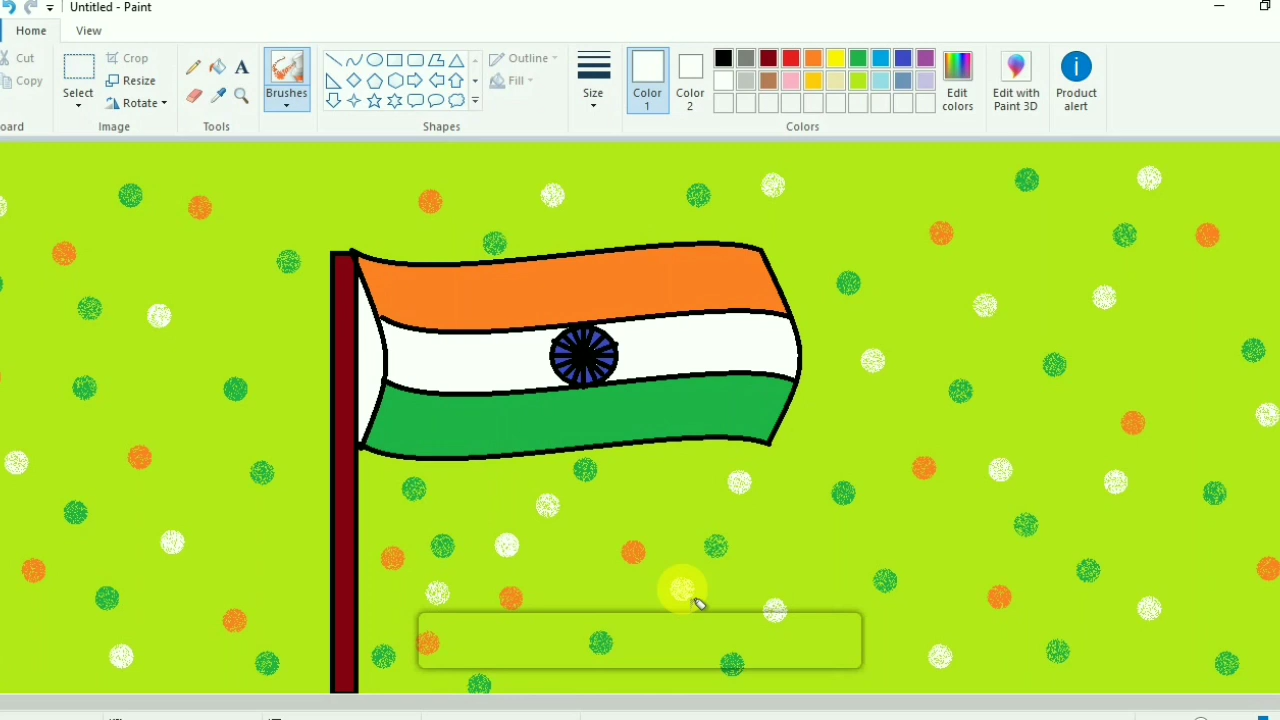 Untitled - Paint
Home View
Cut
Copy
Select
Crop
Resize
Rotate
Brushes
Outline
Fill
Size
Color 1
Color 2
Edit colors
Edit with Paint 3D
Product alert
oard Image Tools Shapes Colors